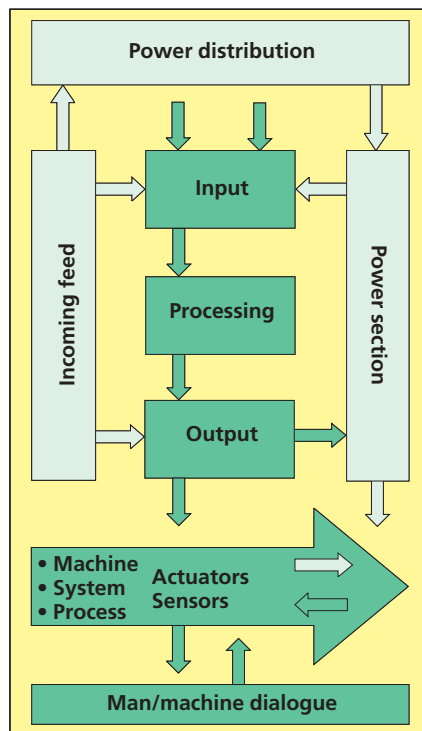 Power distribution
Input
Incoming feed
Power section
Processing
Output
• Machine
• System
• Process
Actuators
Sensors
Man/machine dialogue